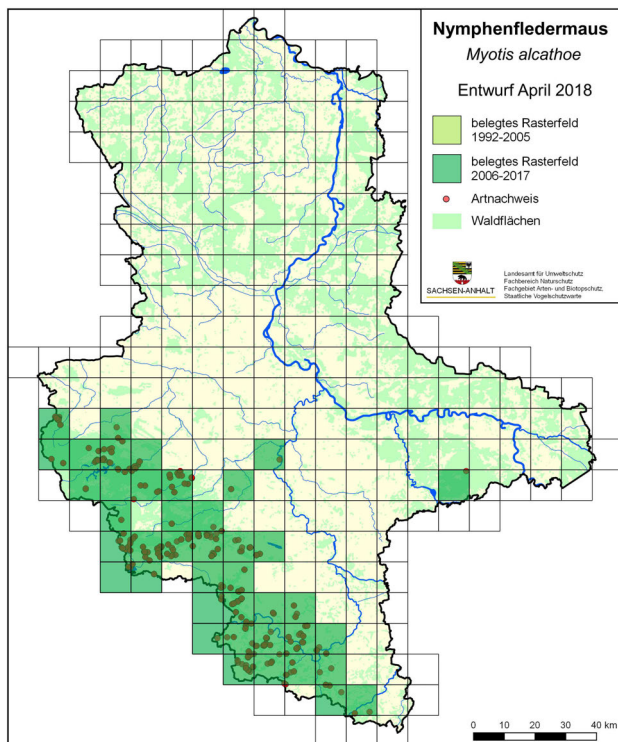 Nymphenfledermaus
Myotis alcathoe
Entwurf April 2018
belegtes Rasterfeld
1992-2005
belegtes Rasterfeld
2006-2017
Artnachweis
Waldflächen
SACHSEN-ANHALT
Landesamt für Umweltschutz
Fachbereich Naturschutz
Fachgebiet Arten- und Biotopschutz,
Staatliche Vogelschutzwarte
0 10 20 30 40 km